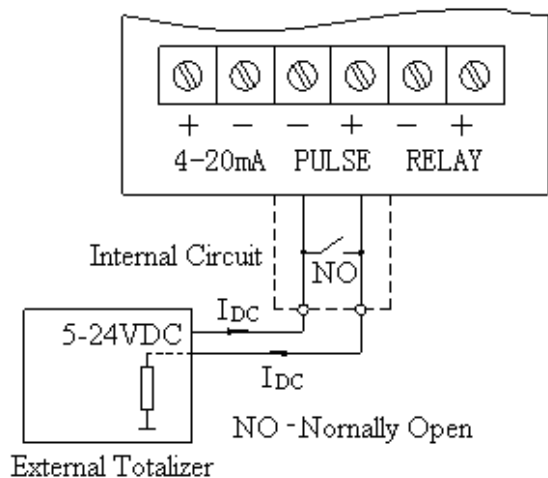 + - - + - +
4-20mA PULSE RELAY
Internal Circuit
NO
IDC
5-24VDC
IDC
NO -Nornally Open
External Totalizer